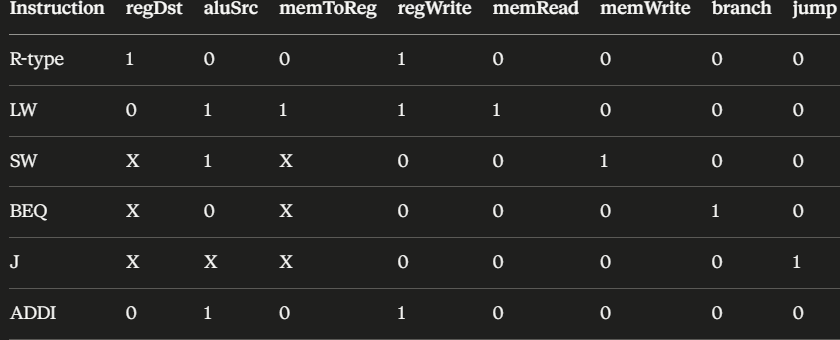 Instruction regDst aluSrc memToReg regWrite memRead memWrite branch jump
R-type 1 0 0 1 0 0 0 0
LW 0 1 1 1 1 0 0 0
SW X 1 X 0 0 1 0 0
BEQ X 0 X 0 0 0 1 0
J X X X 0 0 0 0 1
ADDI 0 1 0 1 0 0 0 0